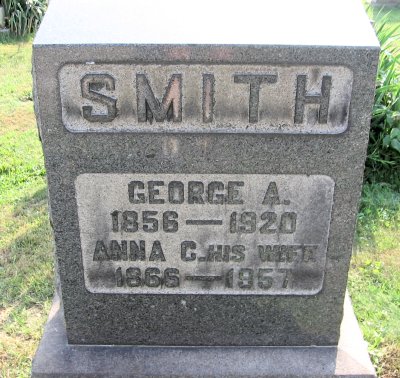 SMITH
GEORGE A.
1856—1920
ANNA C. HIS WIFE
1866—1957